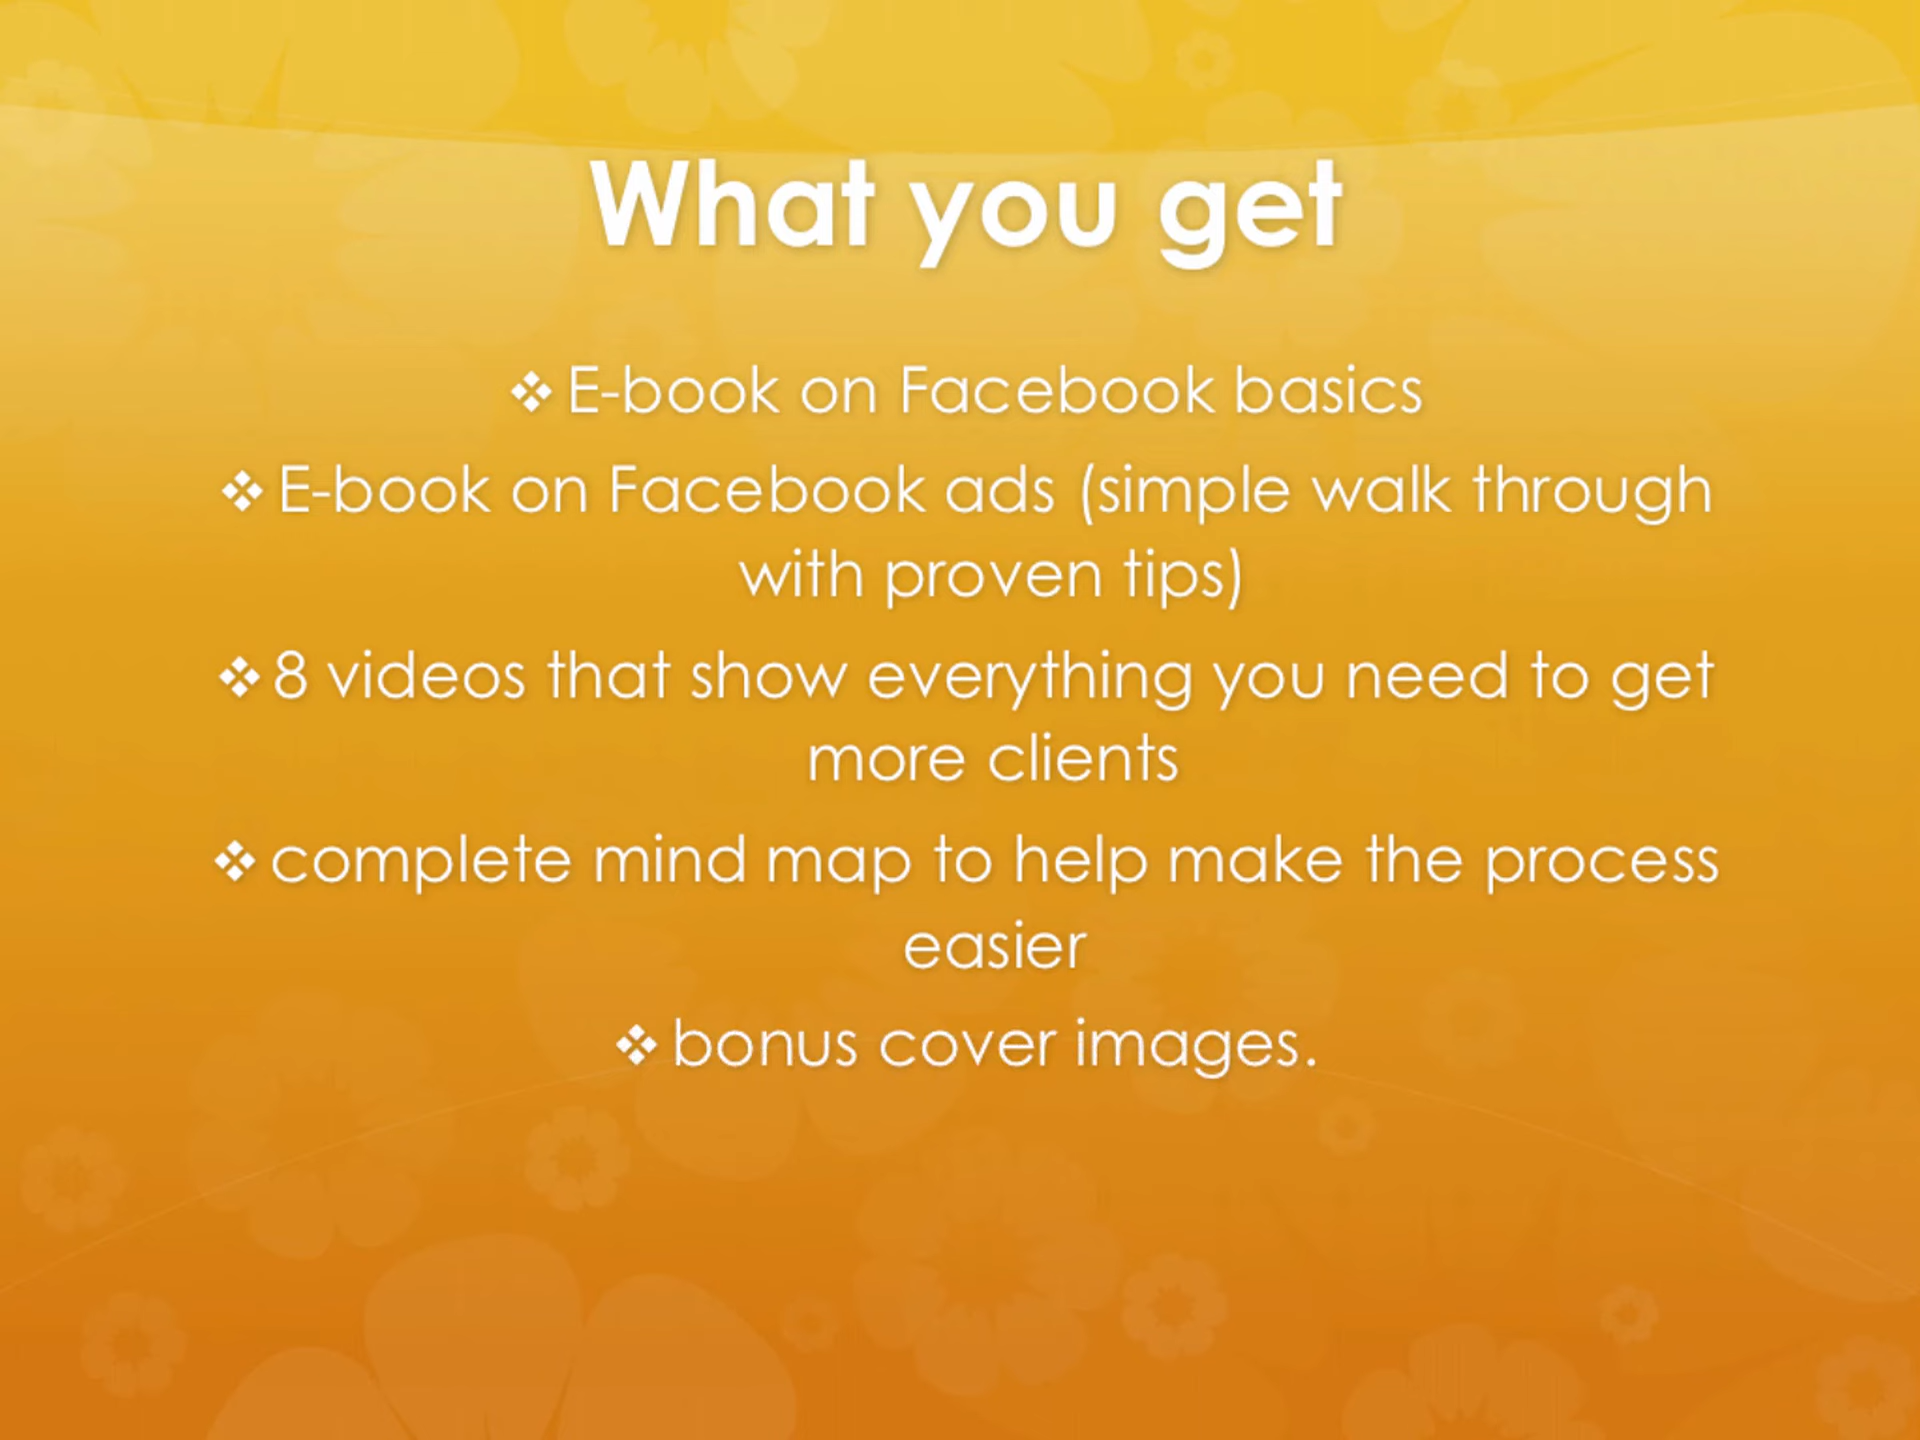 What you get
❖ E-book on Facebook basics
❖ E-book on Facebook ads (simple walk through
with proven tips)
❖ 8 videos that show everything you need to get
more clients
❖ complete mind map to help make the process
easier
❖ bonus cover images.